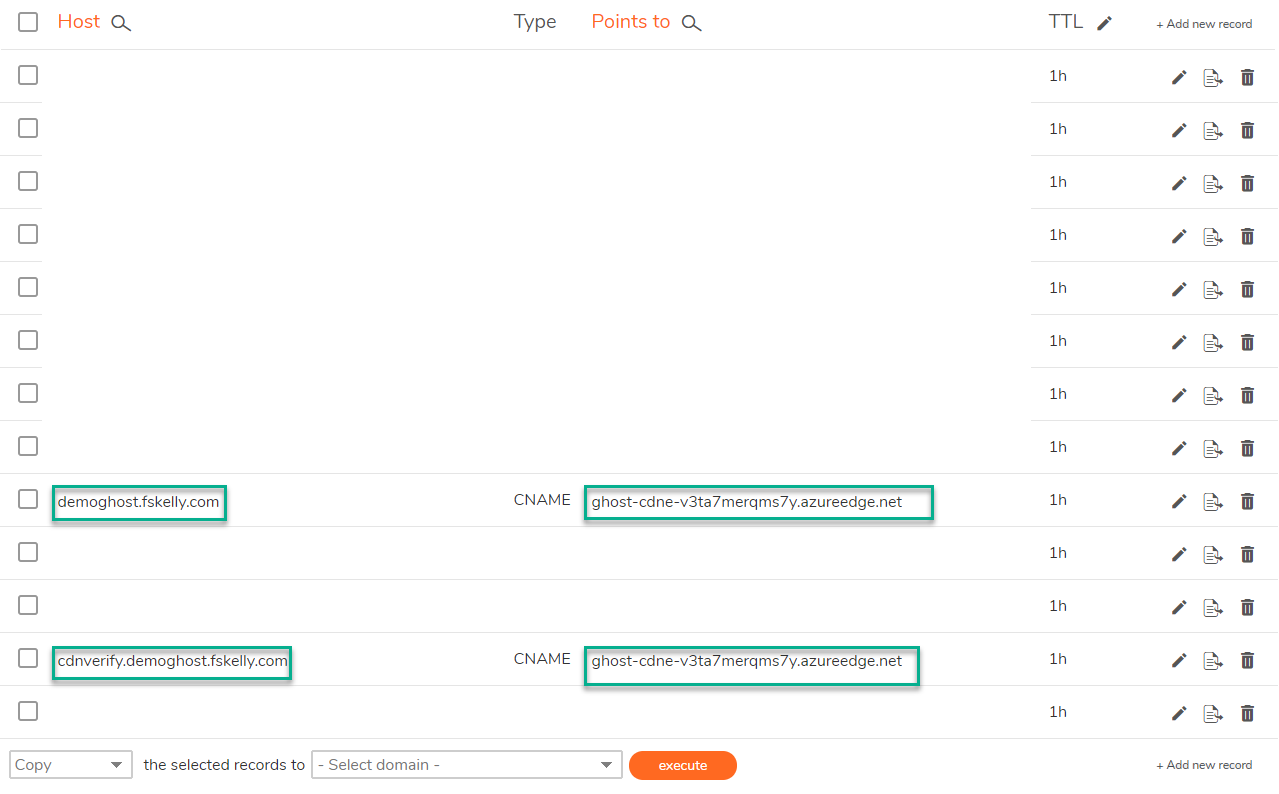 Host Type Points to TTL + Add new record
1h
1h
1h
1h
1h
1h
1h
1h
demoghost.fskelly.com CNAME ghost-cdne-v3ta7merqms7y.azureedge.net 1h
1h
1h
cdnverify.demoghost.fskelly.com CNAME ghost-cdne-v3ta7merqms7y.azureedge.net 1h
1h
Copy the selected records to - Select domain - execute + Add new record